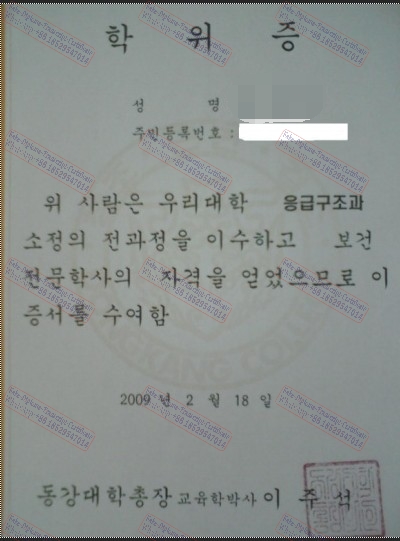 학 위 증
성 명
주민등록번호 :
위 사람은 우리대학 응급구조과
소정의 전과정을 이수하고 보건
전문학사의 자격을 얻었으므로 이
증서를 수여함
2009 년 2 월 18 일
동강대학총장 교육학박사 이 주 석